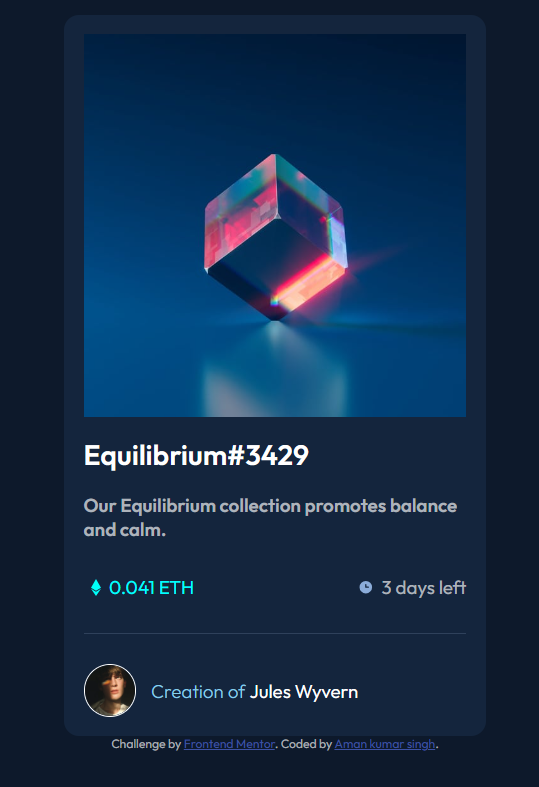 Equilibrium#3429
Our Equilibrium collection promotes balance
and calm.
0.041 ETH
3 days left
Creation of Jules Wyvern
Challenge by Frontend Mentor. Coded by Aman kumar singh.